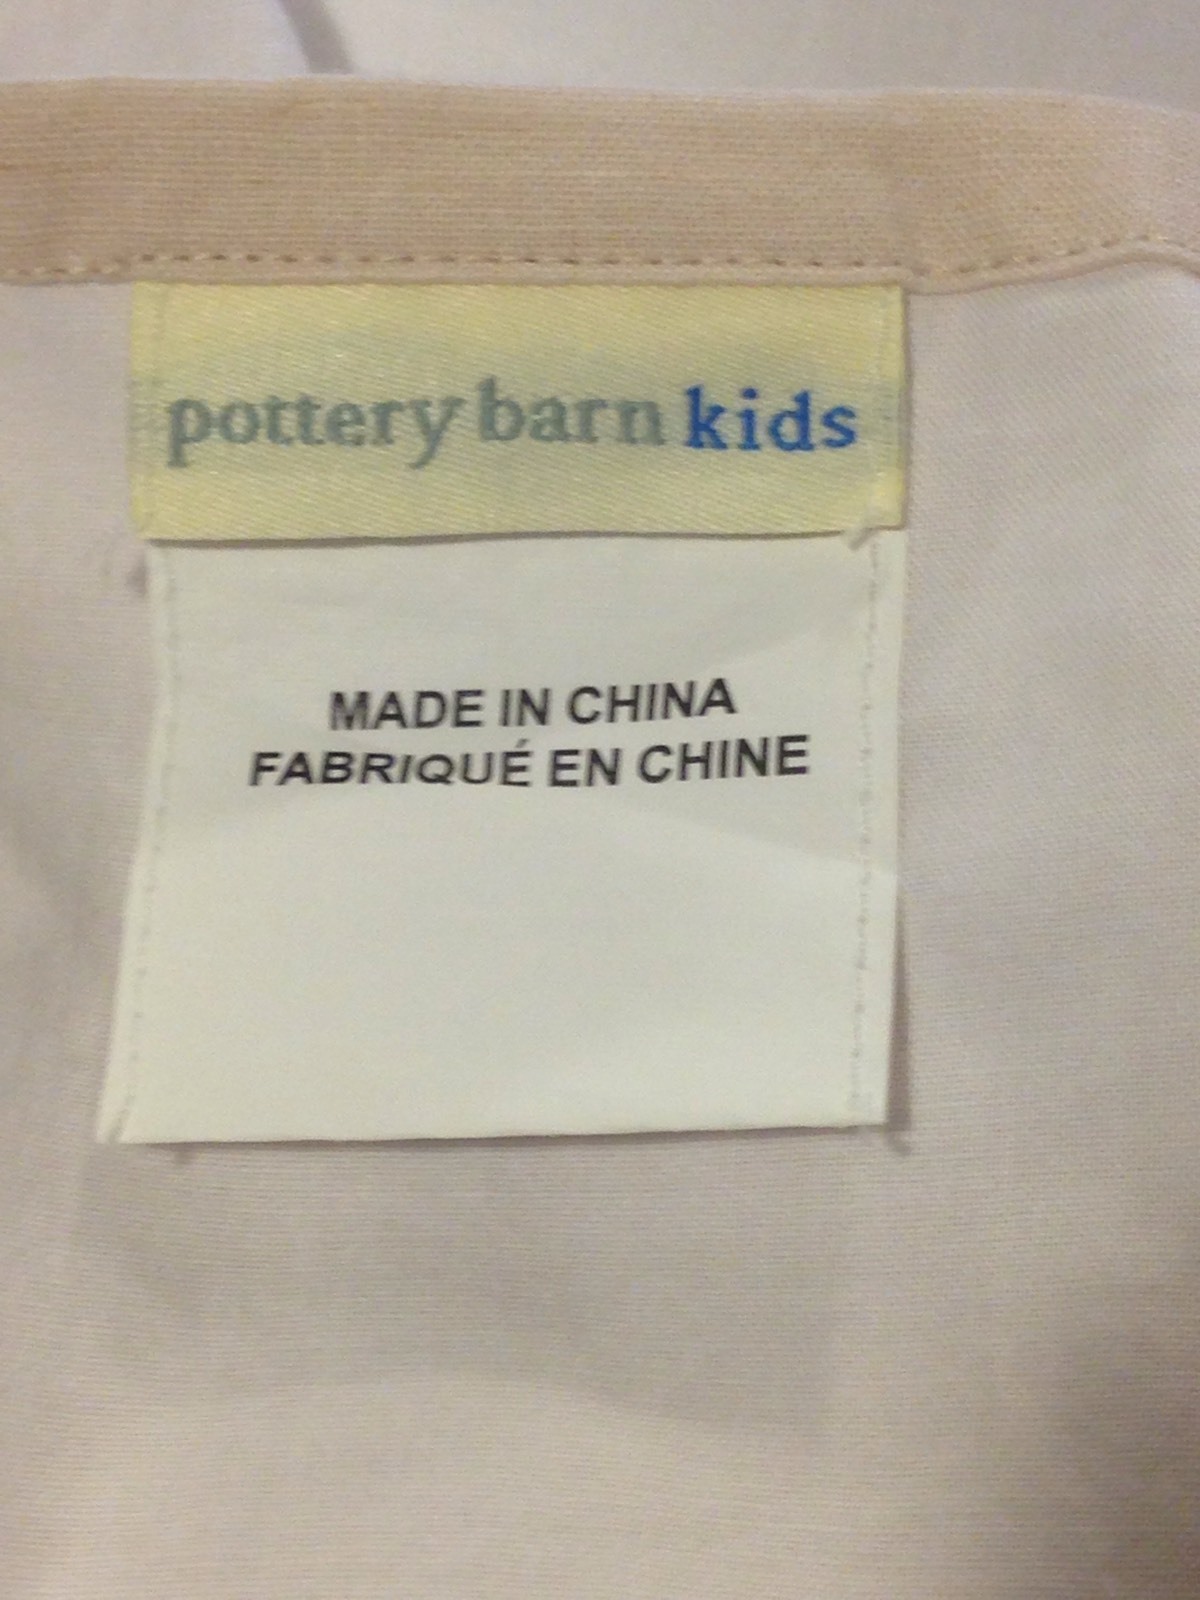 pottery barn kids
MADE IN CHINA
FABRIQUÉ EN CHINE